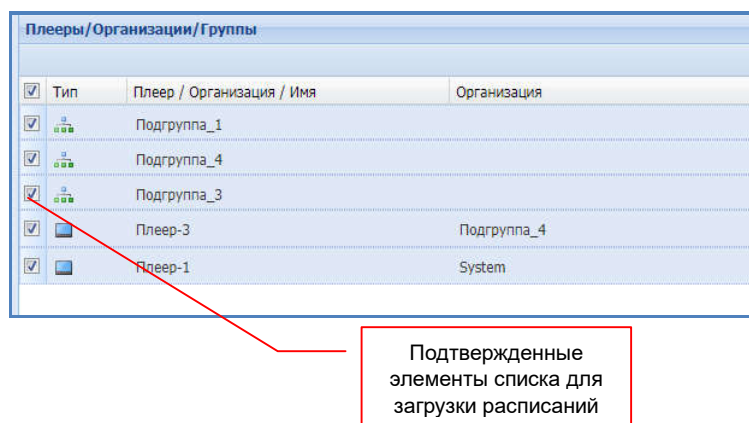 Плееры/Организации/Группы
Тип Плеер / Организация / Имя Организация
Подгруппа_1
Подгруппа_4
Подгруппа_3
Плеер-3 Подгруппа_4
Плеер-1 System
Подтвержденные
элементы списка для
загрузки расписаний